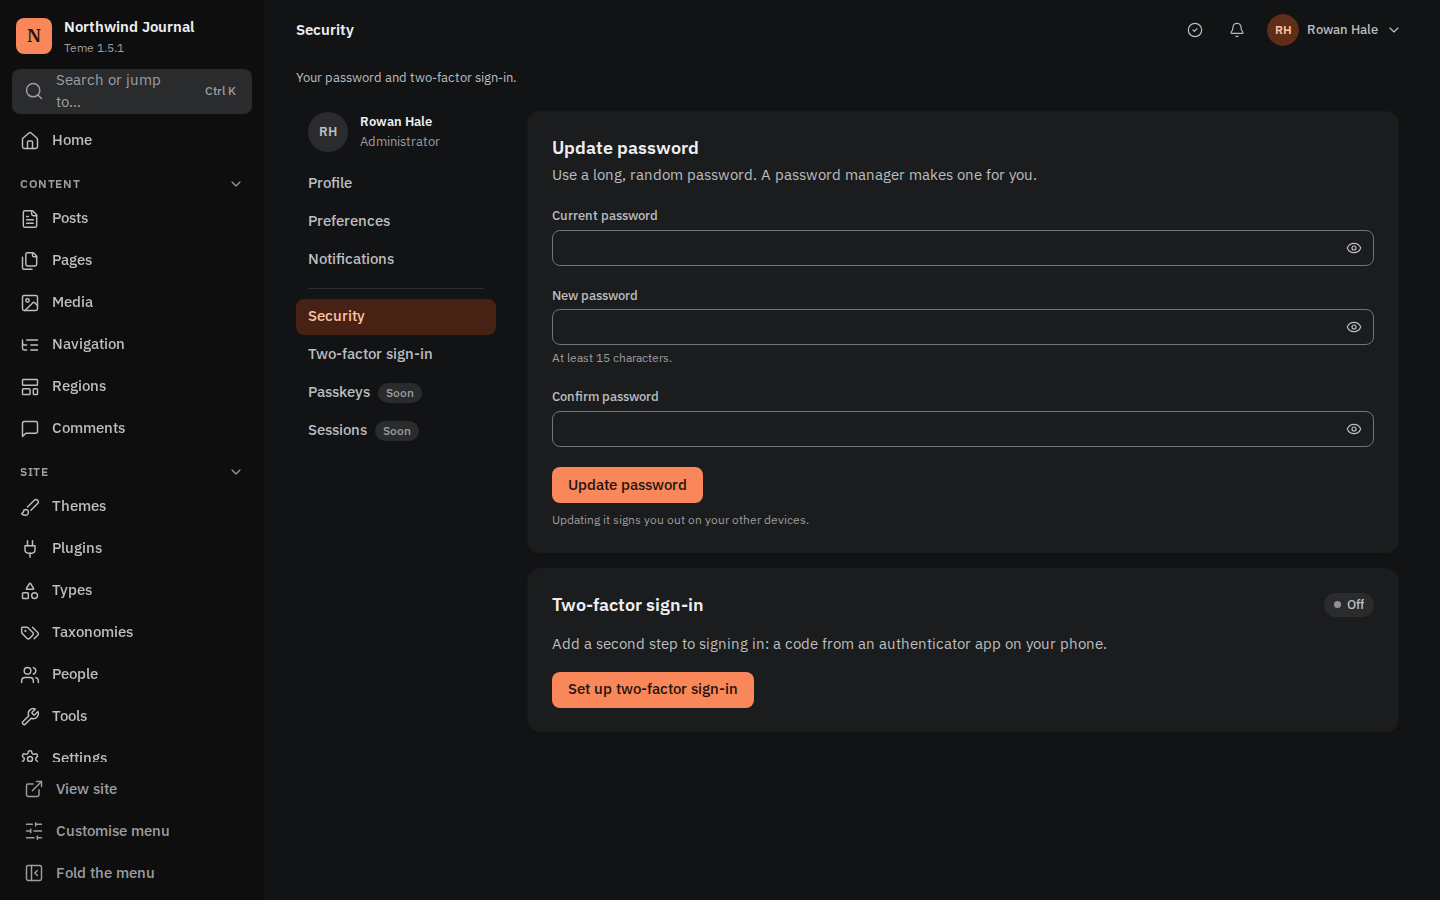 N
Northwind Journal
Teme 1.5.1
Search or jump
to...
Ctrl K
Home
CONTENT
Posts
Pages
Media
Navigation
Regions
Comments
SITE
Themes
Plugins
Types
Taxonomies
People
Tools
Settings
View site
Customise menu
Fold the menu
Security
RH
Rowan Hale
Your password and two-factor sign-in.
RH
Rowan Hale
Administrator
Profile
Preferences
Notifications
Security
Two-factor sign-in
Passkeys Soon
Sessions Soon
Update password
Use a long, random password. A password manager makes one for you.
Current password
New password
At least 15 characters.
Confirm password
Update password
Updating it signs you out on your other devices.
Two-factor sign-in
Off
Add a second step to signing in: a code from an authenticator app on your phone.
Set up two-factor sign-in